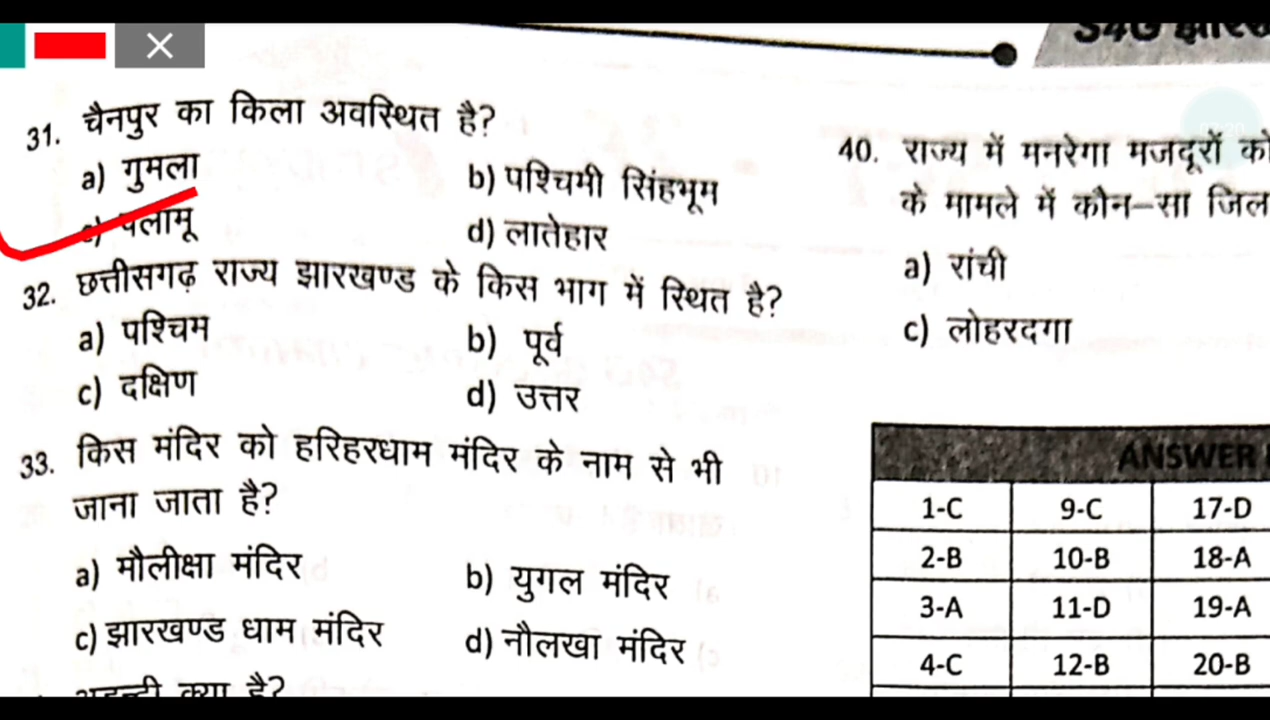 31. चैनपुर का किला अवस्थित है?
a) गुमला
b) पश्चिमी सिंहभूम
c) पलामू
d) लातेहार
32. छत्तीसगढ़ राज्य झारखण्ड के किस भाग में स्थित है?
a) पश्चिम
b) पूर्व
c) दक्षिण
d) उत्तर
33. किस मंदिर को हरिहरधाम मंदिर के नाम से भी
जाना जाता है?
a) मौलीक्षा मंदिर
b) युगल मंदिर
c) झारखण्ड धाम मंदिर
d) नौलखा मंदिर
क्या है?
40. राज्य में मनरेगा मजदूरों को
के मामले में कौन-सा जिल
a) रांची
c) लोहरदगा
ANSWER
1-C 9-C 17-D
2-B 10-B 18-A
3-A 11-D 19-A
4-C 12-B 20-B